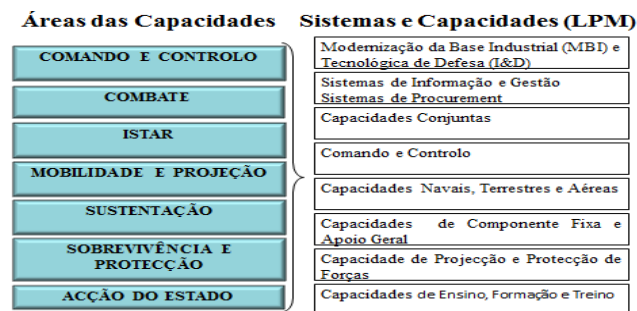 Áreas das Capacidades
COMANDO E CONTROLO
COMBATE
ISTAR
MOBILIDADE E PROJEÇÃO
SUSTENTAÇÃO
SOBREVIVÊNCIA E
PROTECÇÃO
ACÇÃO DO ESTADO
Sistemas e Capacidades (LPM)
Modernização da Base Industrial (MBI) e
Tecnológica de Defesa (I&D)
Sistemas de Informação e Gestão
Sistemas de Procurement
Capacidades Conjuntas
Comando e Controlo
Capacidades Navais, Terrestres e Aéreas
Capacidades de Componente Fixa e
Apoio Geral
Capacidade de Projecção e Protecção de
Forças
Capacidades de Ensino, Formação e Treino